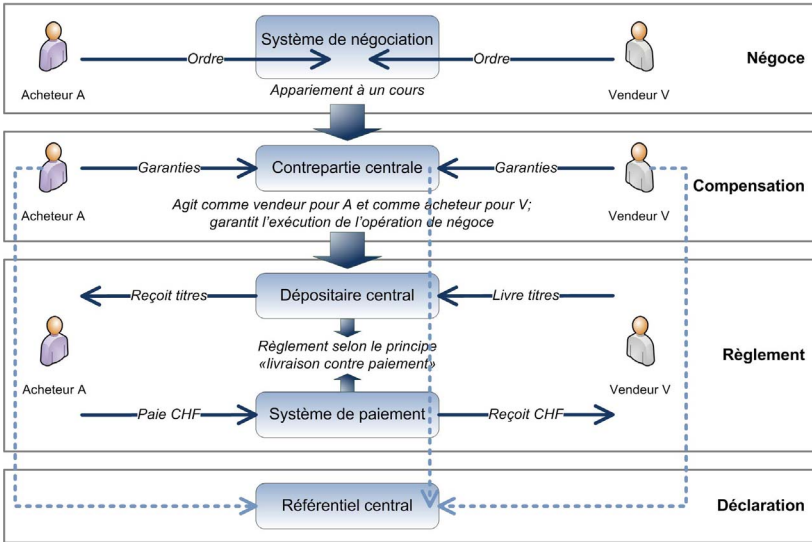 Système de négociation
Ordre
Ordre
Négoce
Acheteur A
Appariement à un cours
Vendeur V
Garanties
Contrepartie centrale
Garanties
Compensation
Acheteur A
Agit comme vendeur pour A et comme acheteur pour V;
garantit l'exécution de l'opération de négoce
Vendeur V
Reçoit titres
Dépositaire central
Livre titres
Règlement selon le principe
«livraison contre paiement»
Règlement
Acheteur A
Vendeur V
Paie CHF
Système de paiement
Reçoit CHF
Référentiel central
Déclaration